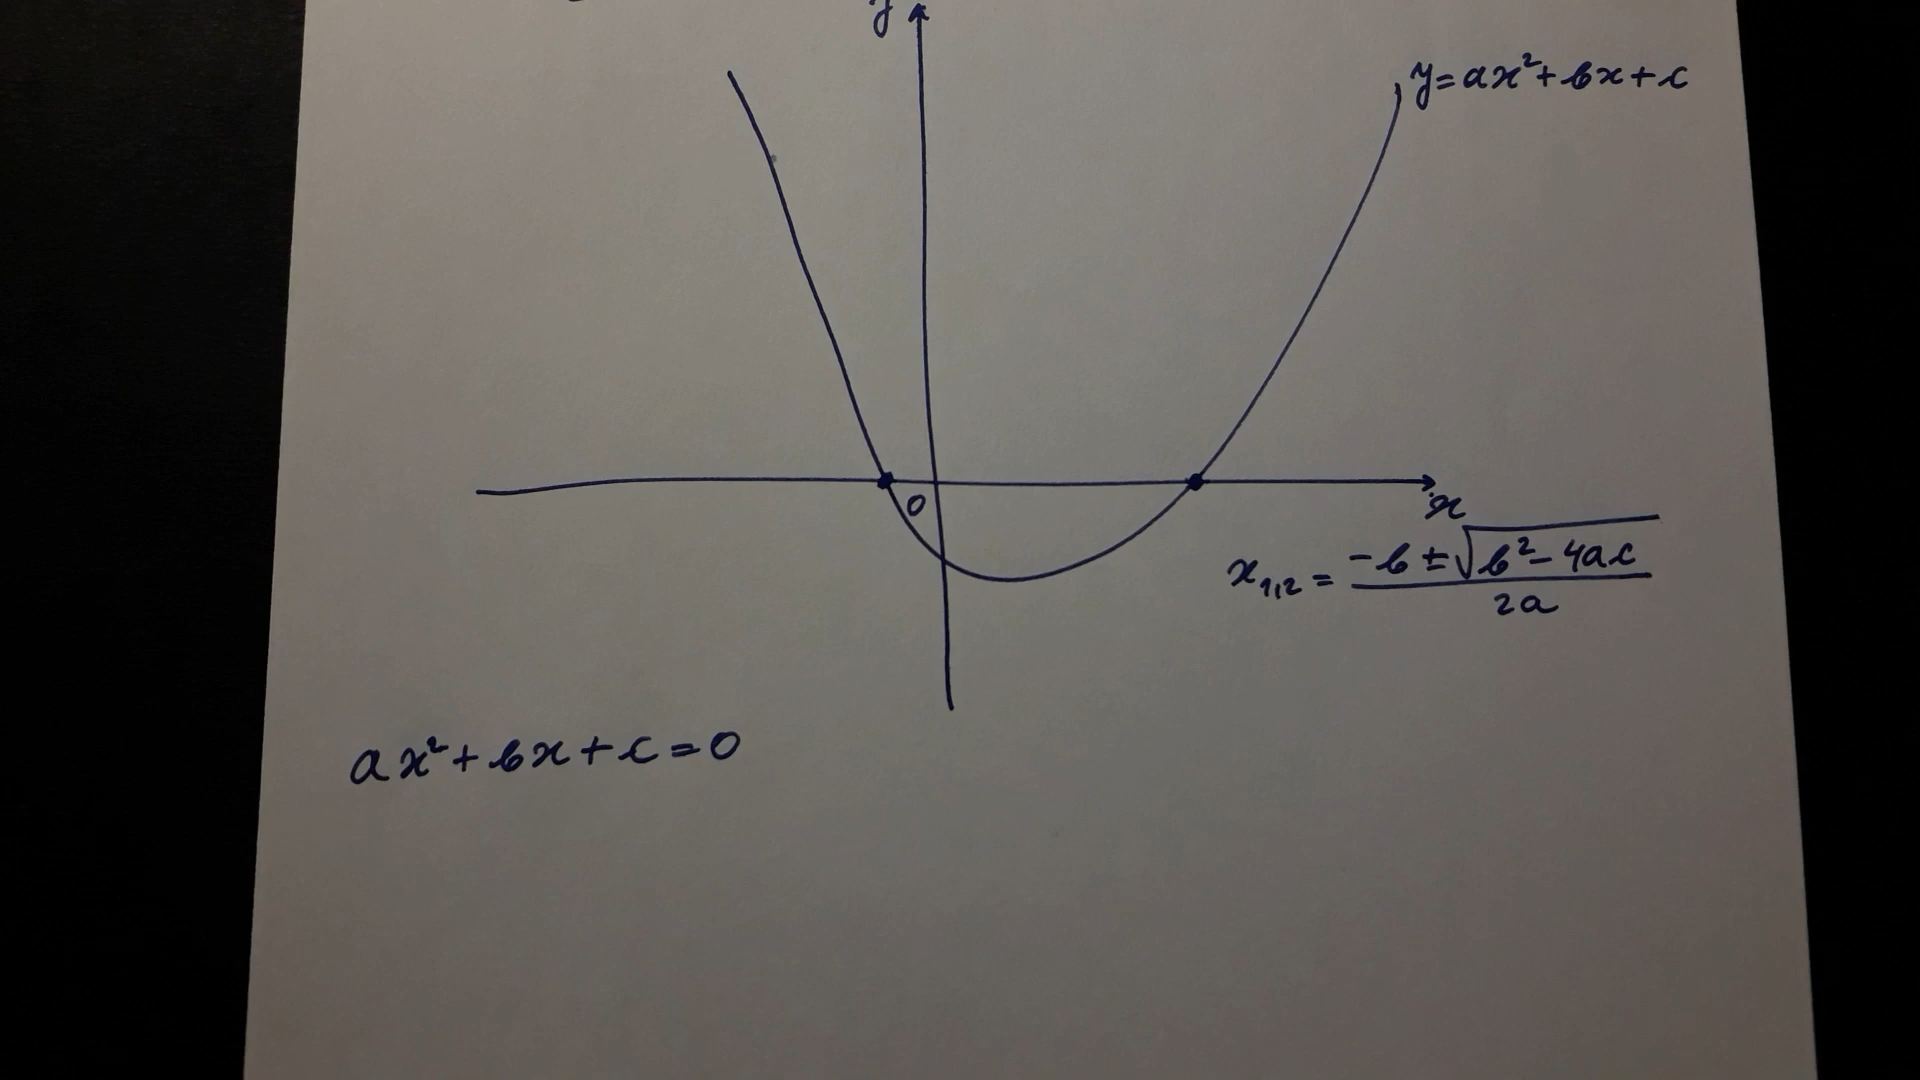 y
y=ax²+bx+c
0
x
x₁,₂ = (-b ± √(b² - 4ac)) / 2a
ax²+bx+c=0